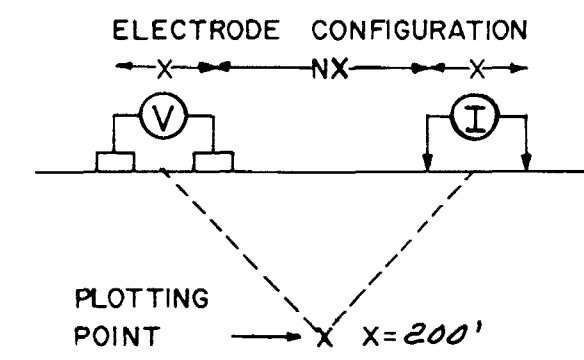 ELECTRODE CONFIGURATION
X NX X
V I
PLOTTING
POINT X X=200'